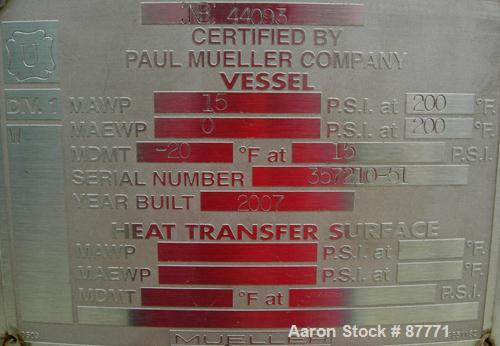 NB 44093
U
CERTIFIED BY
PAUL MUELLER COMPANY
VESSEL
DIV. 1 MAWP 15 P.S.I. at 200 °F.
W MAEWP 0 P.S.I. at 200 °F.
MDMT -20 °F at 15 P.S.I.
SERIAL NUMBER 357210-51
YEAR BUILT 2007
HEAT TRANSFER SURFACE
MAWP P.S.I. at °F.
MAEWP P.S.I. at °F.
MDMT °F at P.S.I.
MUELLER
Aaron Stock # 87771